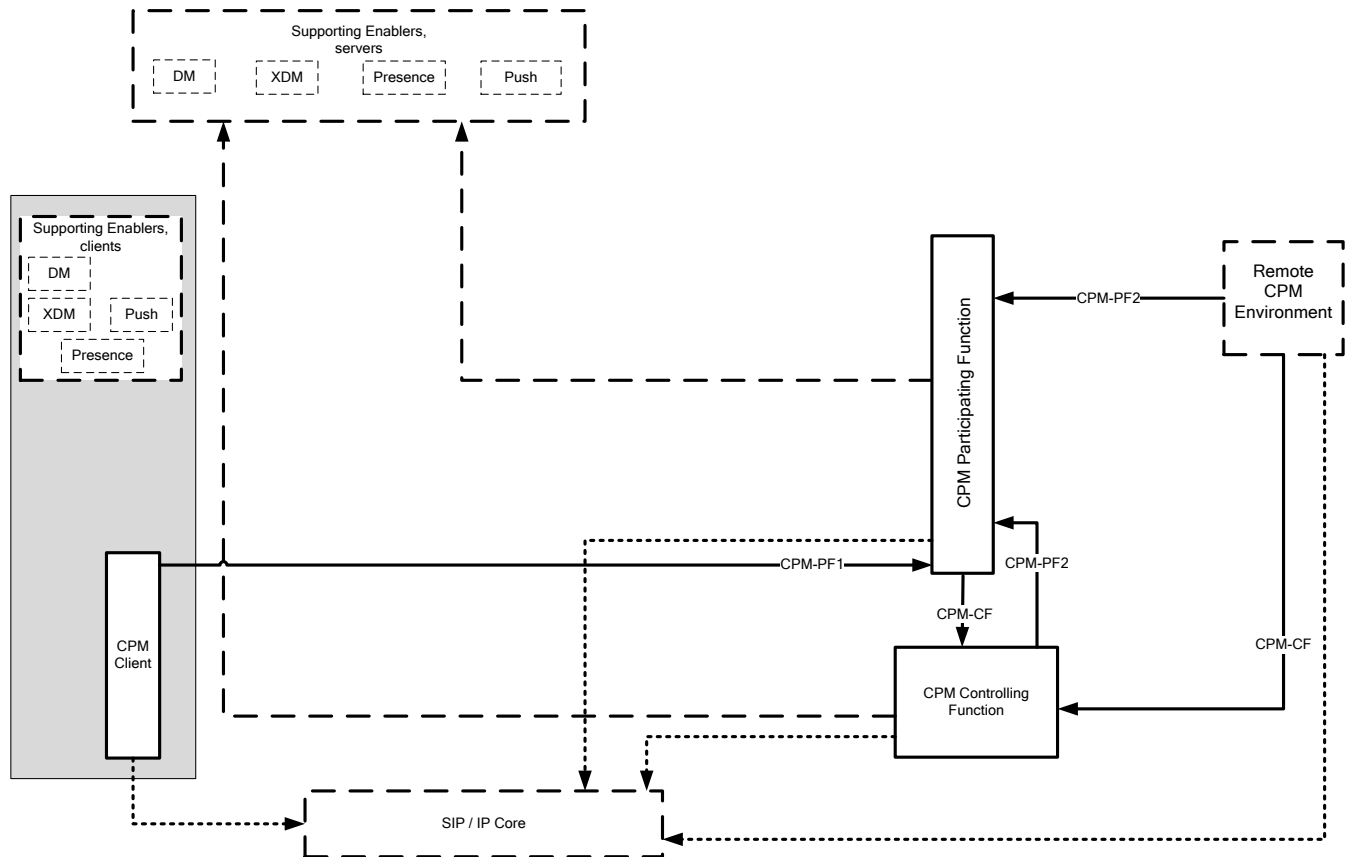 Supporting Enablers,
servers
DM
XDM
Presence
Push
Supporting Enablers,
clients
DM
XDM
Push
Presence
CPM Participating Function
Remote
CPM
Environment
CPM-PF2
CPM-PF1
CPM-PF2
CPM-CF
CPM-CF
CPM
Client
CPM Controlling
Function
SIP / IP Core